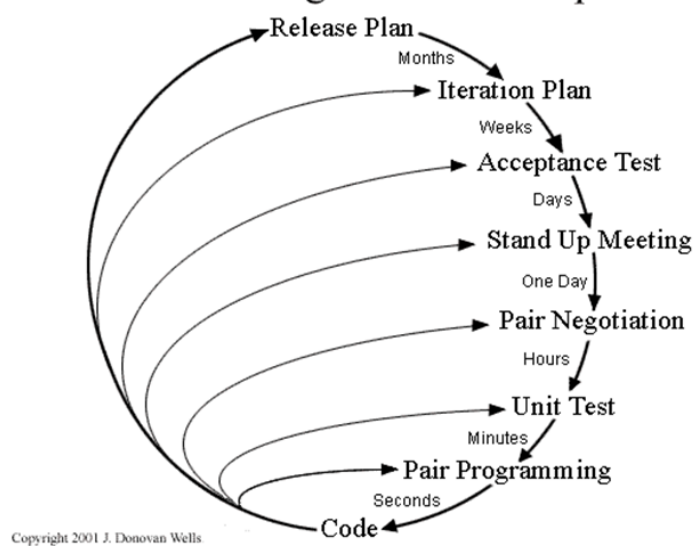 Release Plan
Months
Iteration Plan
Weeks
Acceptance Test
Days
Stand Up Meeting
One Day
Pair Negotiation
Hours
Unit Test
Minutes
Pair Programming
Seconds
Code
Copyright 2001 J. Donovan Wells